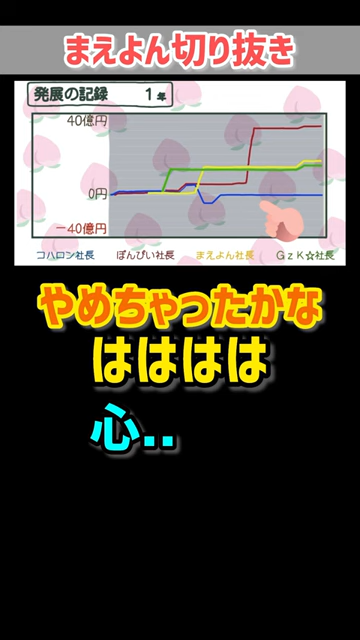 まえよん切り抜き
発展の記録 1年
40億円
0円
－40億円
コハロン社長 ぽんぴい社長 まえよん社長 GzK☆社長
やめちゃったかな
はははは
心..